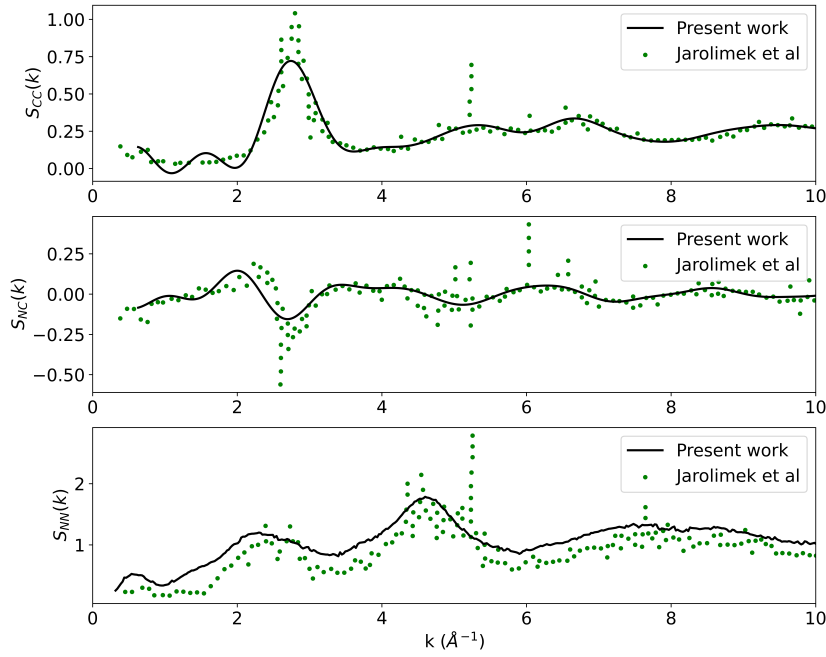 1.00
0.75
0.50
0.25
0.00
S_CC(k)
Present work
Jarolimek et al
0 2 4 6 8 10
0.25
0.00
−0.25
−0.50
S_NC(k)
Present work
Jarolimek et al
0 2 4 6 8 10
2
1
S_NN(k)
Present work
Jarolimek et al
0 2 4 6 8 10
k (Å⁻¹)